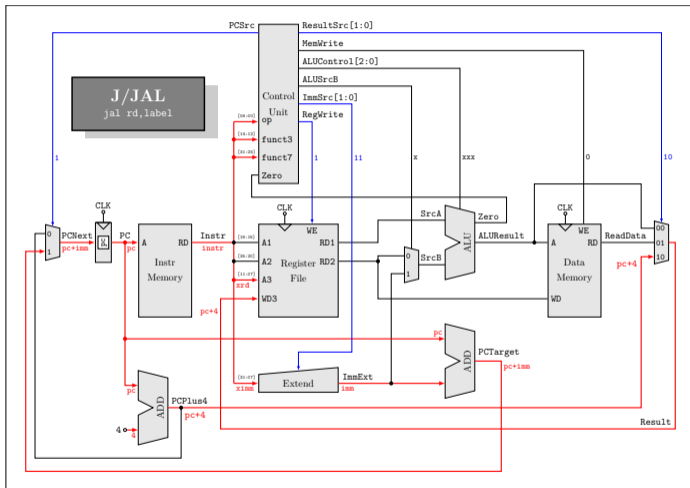 PCSrc
ResultSrc[1:0]
MemWrite
ALUControl[2:0]
ALUSrcB
ImmSrc[1:0]
RegWrite
Control
Unit
op
funct3
funct7
Zero
J/JAL
jal rd,label
1
1
11
x
xxx
0
10
CLK
CLK
CLK
0
1
PCNext
pc+imm
PC
pc
A
RD
Instr
Memory
Instr
instr
A1
A2
A3
WD3
WE
RD1
RD2
Register
File
xrd
pc+4
SrcA
0
1
SrcB
ALU
Zero
ALUResult
A
RD
WE
WD
Data
Memory
ReadData
00
01
10
pc+4
pc
ADD
PCTarget
pc+imm
ximm
Extend
ImmExt
imm
pc
ADD
4
4
PCPlus4
pc+4
Result